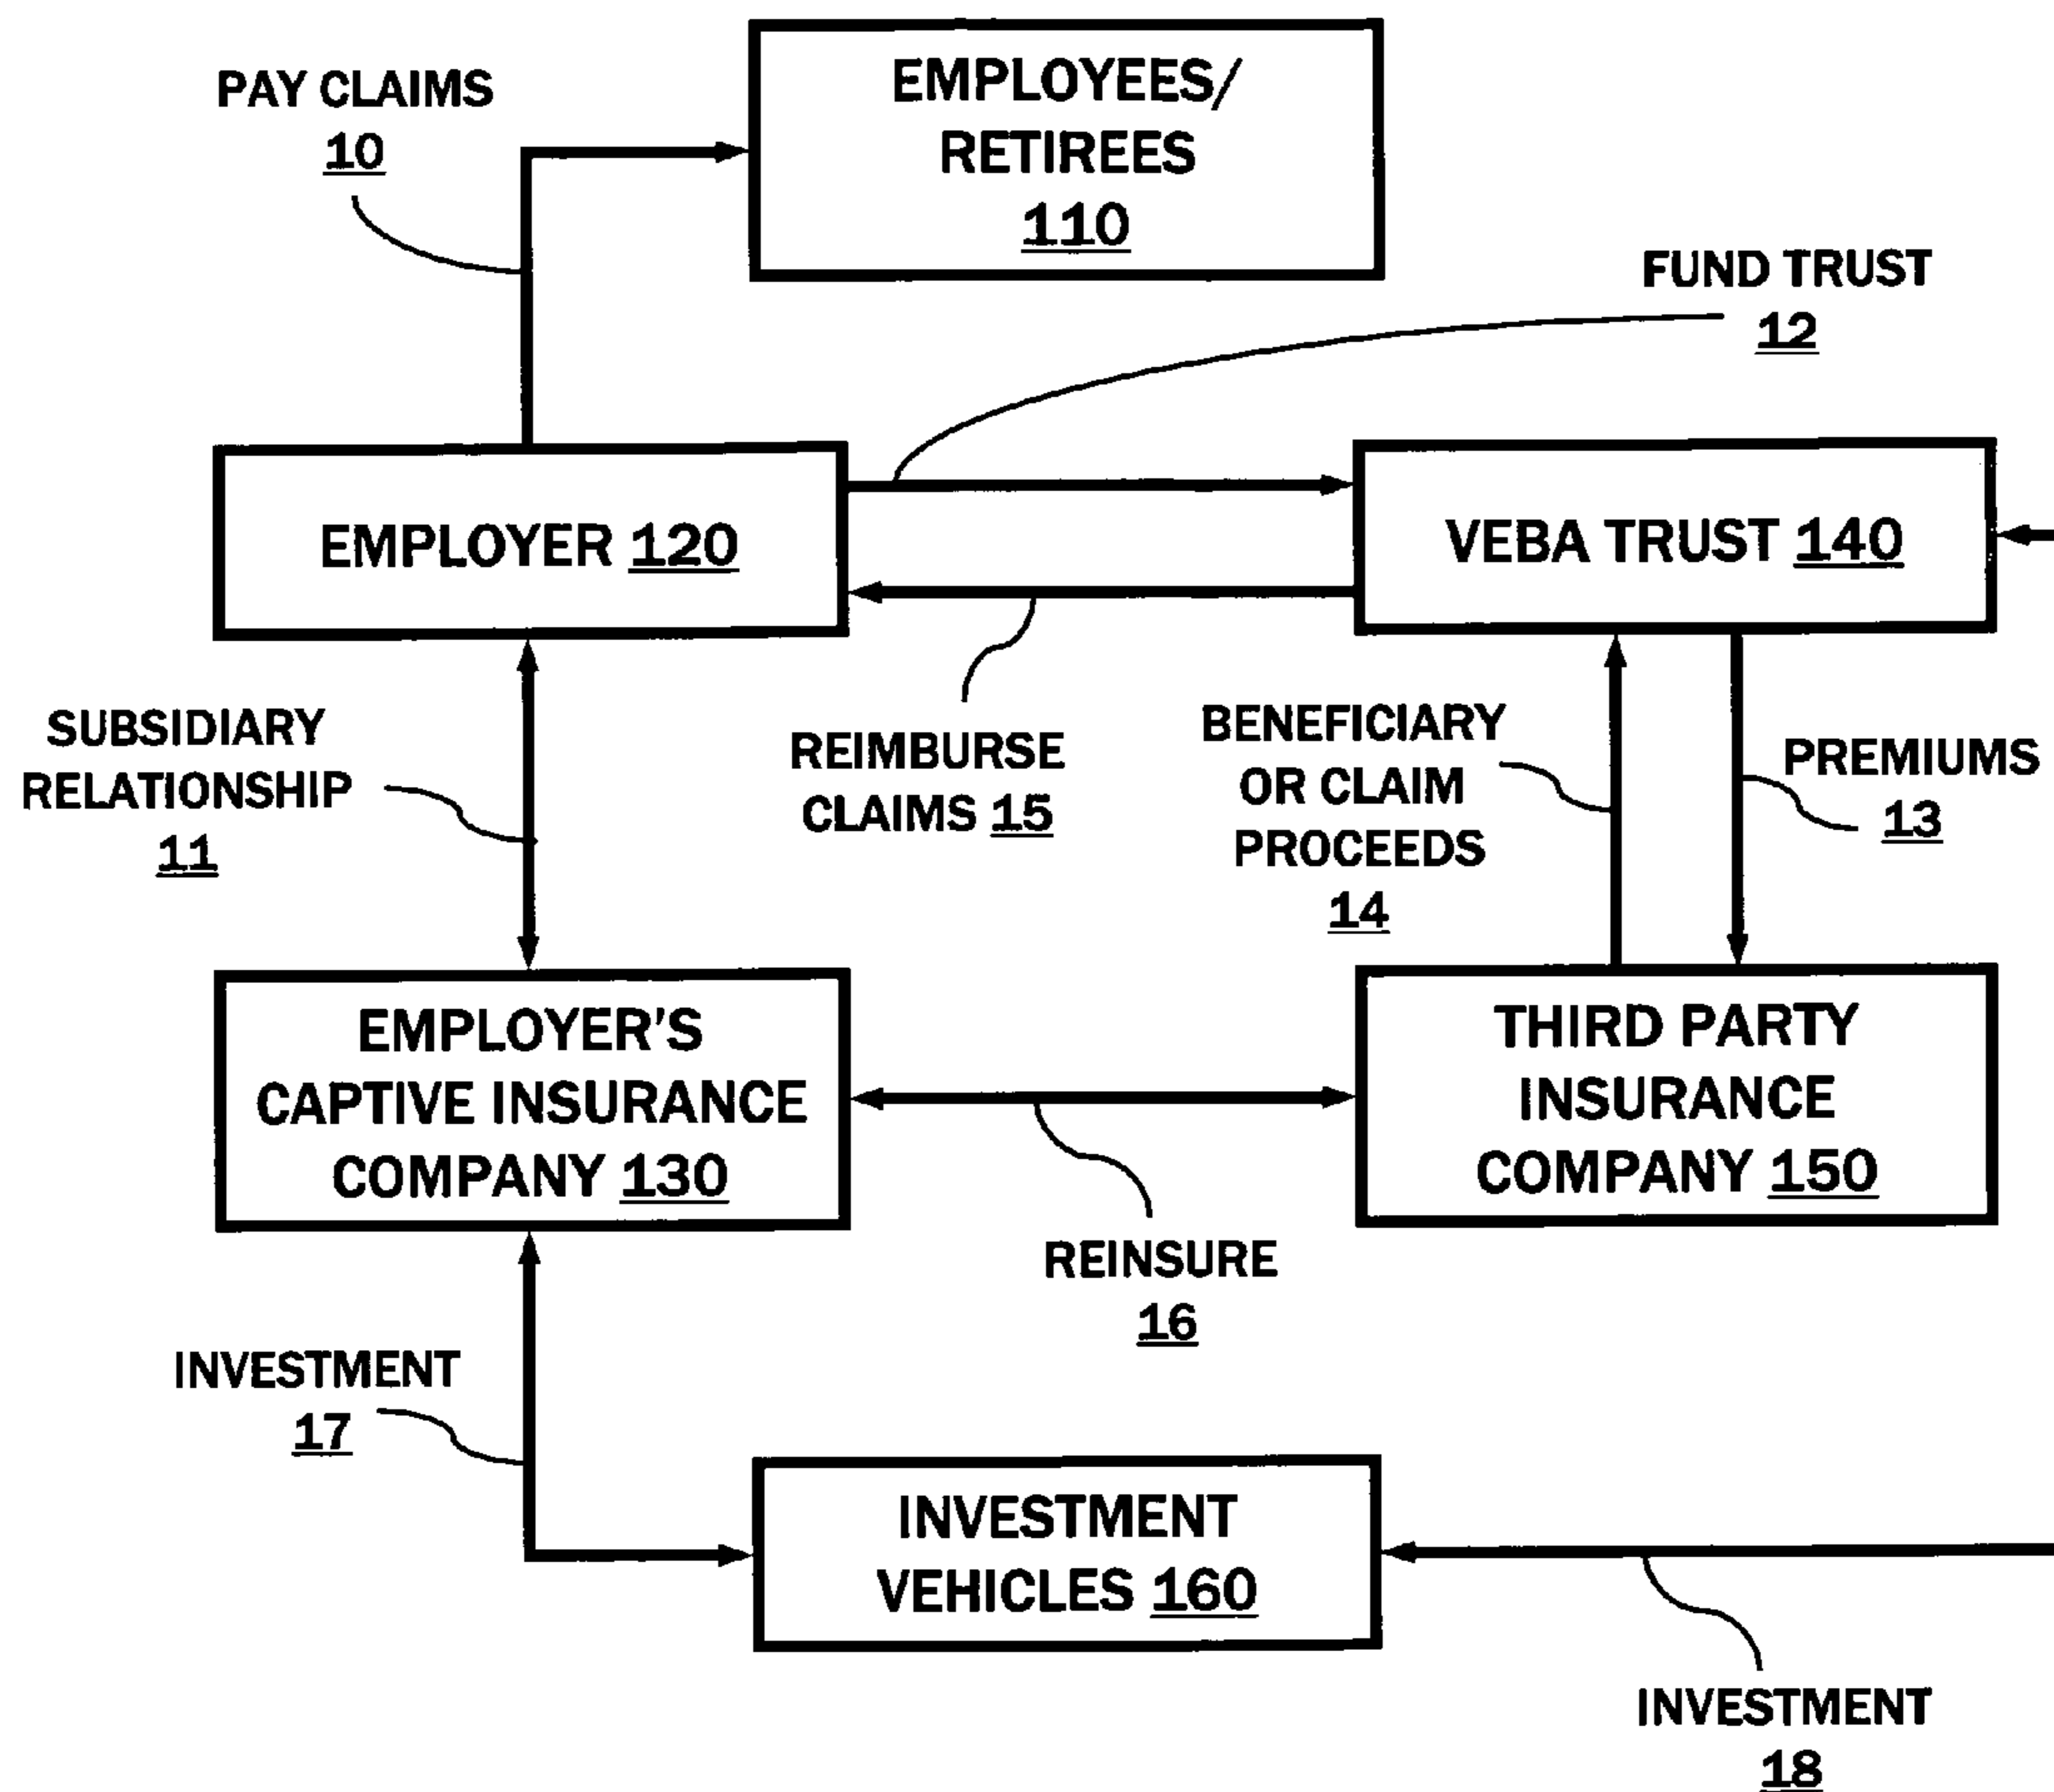 PAY CLAIMS
10
EMPLOYEES/
RETIREES
110
FUND TRUST
12
EMPLOYER 120
VEBA TRUST 140
SUBSIDIARY
RELATIONSHIP
11
REIMBURSE
CLAIMS 15
BENEFICIARY
OR CLAIM
PROCEEDS
14
PREMIUMS
13
EMPLOYER'S
CAPTIVE INSURANCE
COMPANY 130
THIRD PARTY
INSURANCE
COMPANY 150
REINSURE
16
INVESTMENT
17
INVESTMENT
VEHICLES 160
INVESTMENT
18